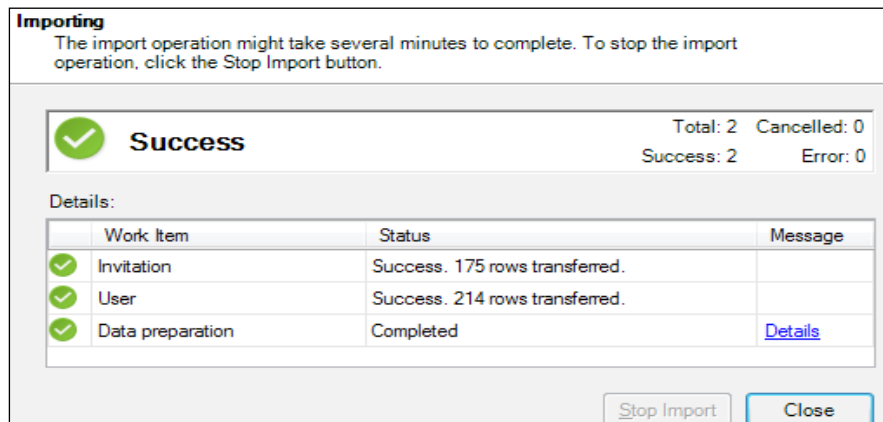 Importing
The import operation might take several minutes to complete. To stop the import
operation, click the Stop Import button.
Success
Total: 2 Cancelled: 0
Success: 2 Error: 0
Details:
Work Item Status Message
Invitation Success. 175 rows transferred.
User Success. 214 rows transferred.
Data preparation Completed Details
Stop Import Close